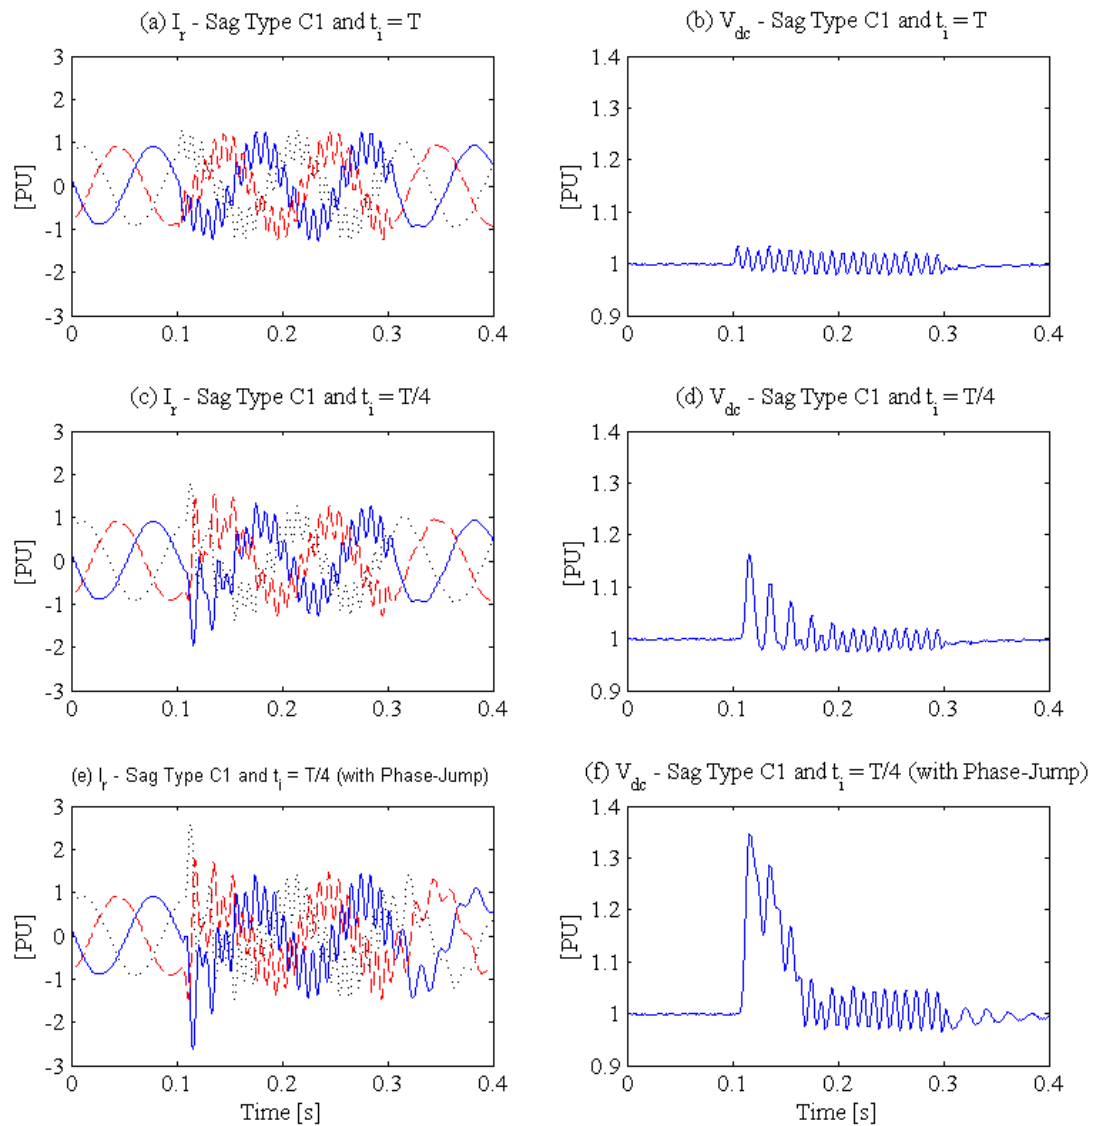 (a) I_r - Sag Type C1 and t_i = T
(b) V_dc - Sag Type C1 and t_i = T
[PU]
3
2
1
0
-1
-2
-3
0 0.1 0.2 0.3 0.4
[PU]
1.4
1.3
1.2
1.1
1
0.9
0 0.1 0.2 0.3 0.4
(c) I_r - Sag Type C1 and t_i = T/4
(d) V_dc - Sag Type C1 and t_i = T/4
[PU]
3
2
1
0
-1
-2
-3
0 0.1 0.2 0.3 0.4
[PU]
1.4
1.3
1.2
1.1
1
0.9
0 0.1 0.2 0.3 0.4
(e) I_r - Sag Type C1 and t_i = T/4 (with Phase-Jump)
(f) V_dc - Sag Type C1 and t_i = T/4 (with Phase-Jump)
[PU]
3
2
1
0
-1
-2
-3
0 0.1 0.2 0.3 0.4
Time [s]
[PU]
1.4
1.3
1.2
1.1
1
0.9
0 0.1 0.2 0.3 0.4
Time [s]